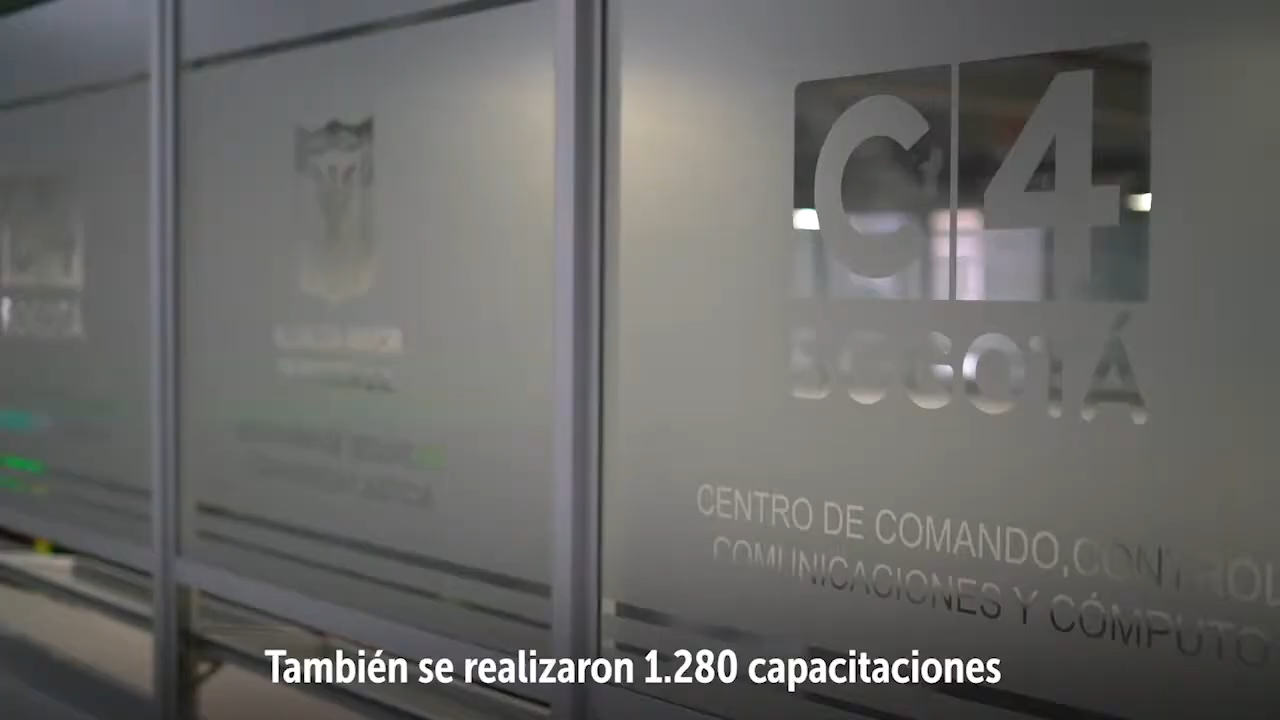 C4
BOGOTÁ
CENTRO DE COMANDO, CONTROL
COMUNICACIONES Y CÓMPUTO
También se realizaron 1.280 capacitaciones